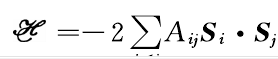 ℋ = −2 ∑ A_{ij} S_i • S_j